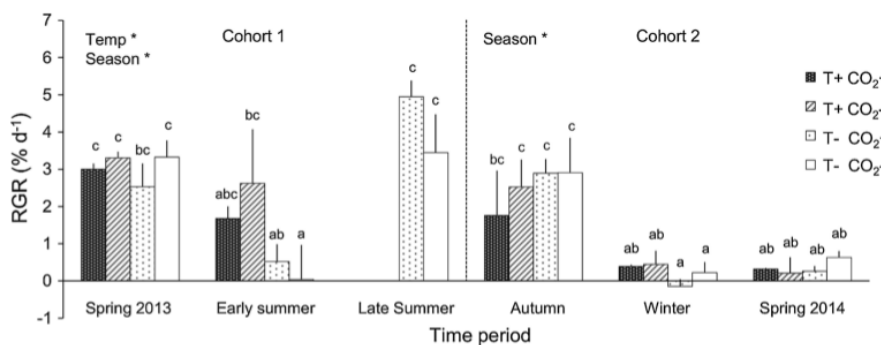 7
6
5
4
3
2
1
0
-1
RGR (% d⁻¹)
Temp *
Season *
Cohort 1
Season *
Cohort 2
T+ CO₂
T+ CO₂
T- CO₂
T- CO₂
c c bc c
abc bc ab a
c c
bc c c c
ab ab a a
ab ab ab ab
Spring 2013 Early summer Late Summer Autumn Winter Spring 2014
Time period